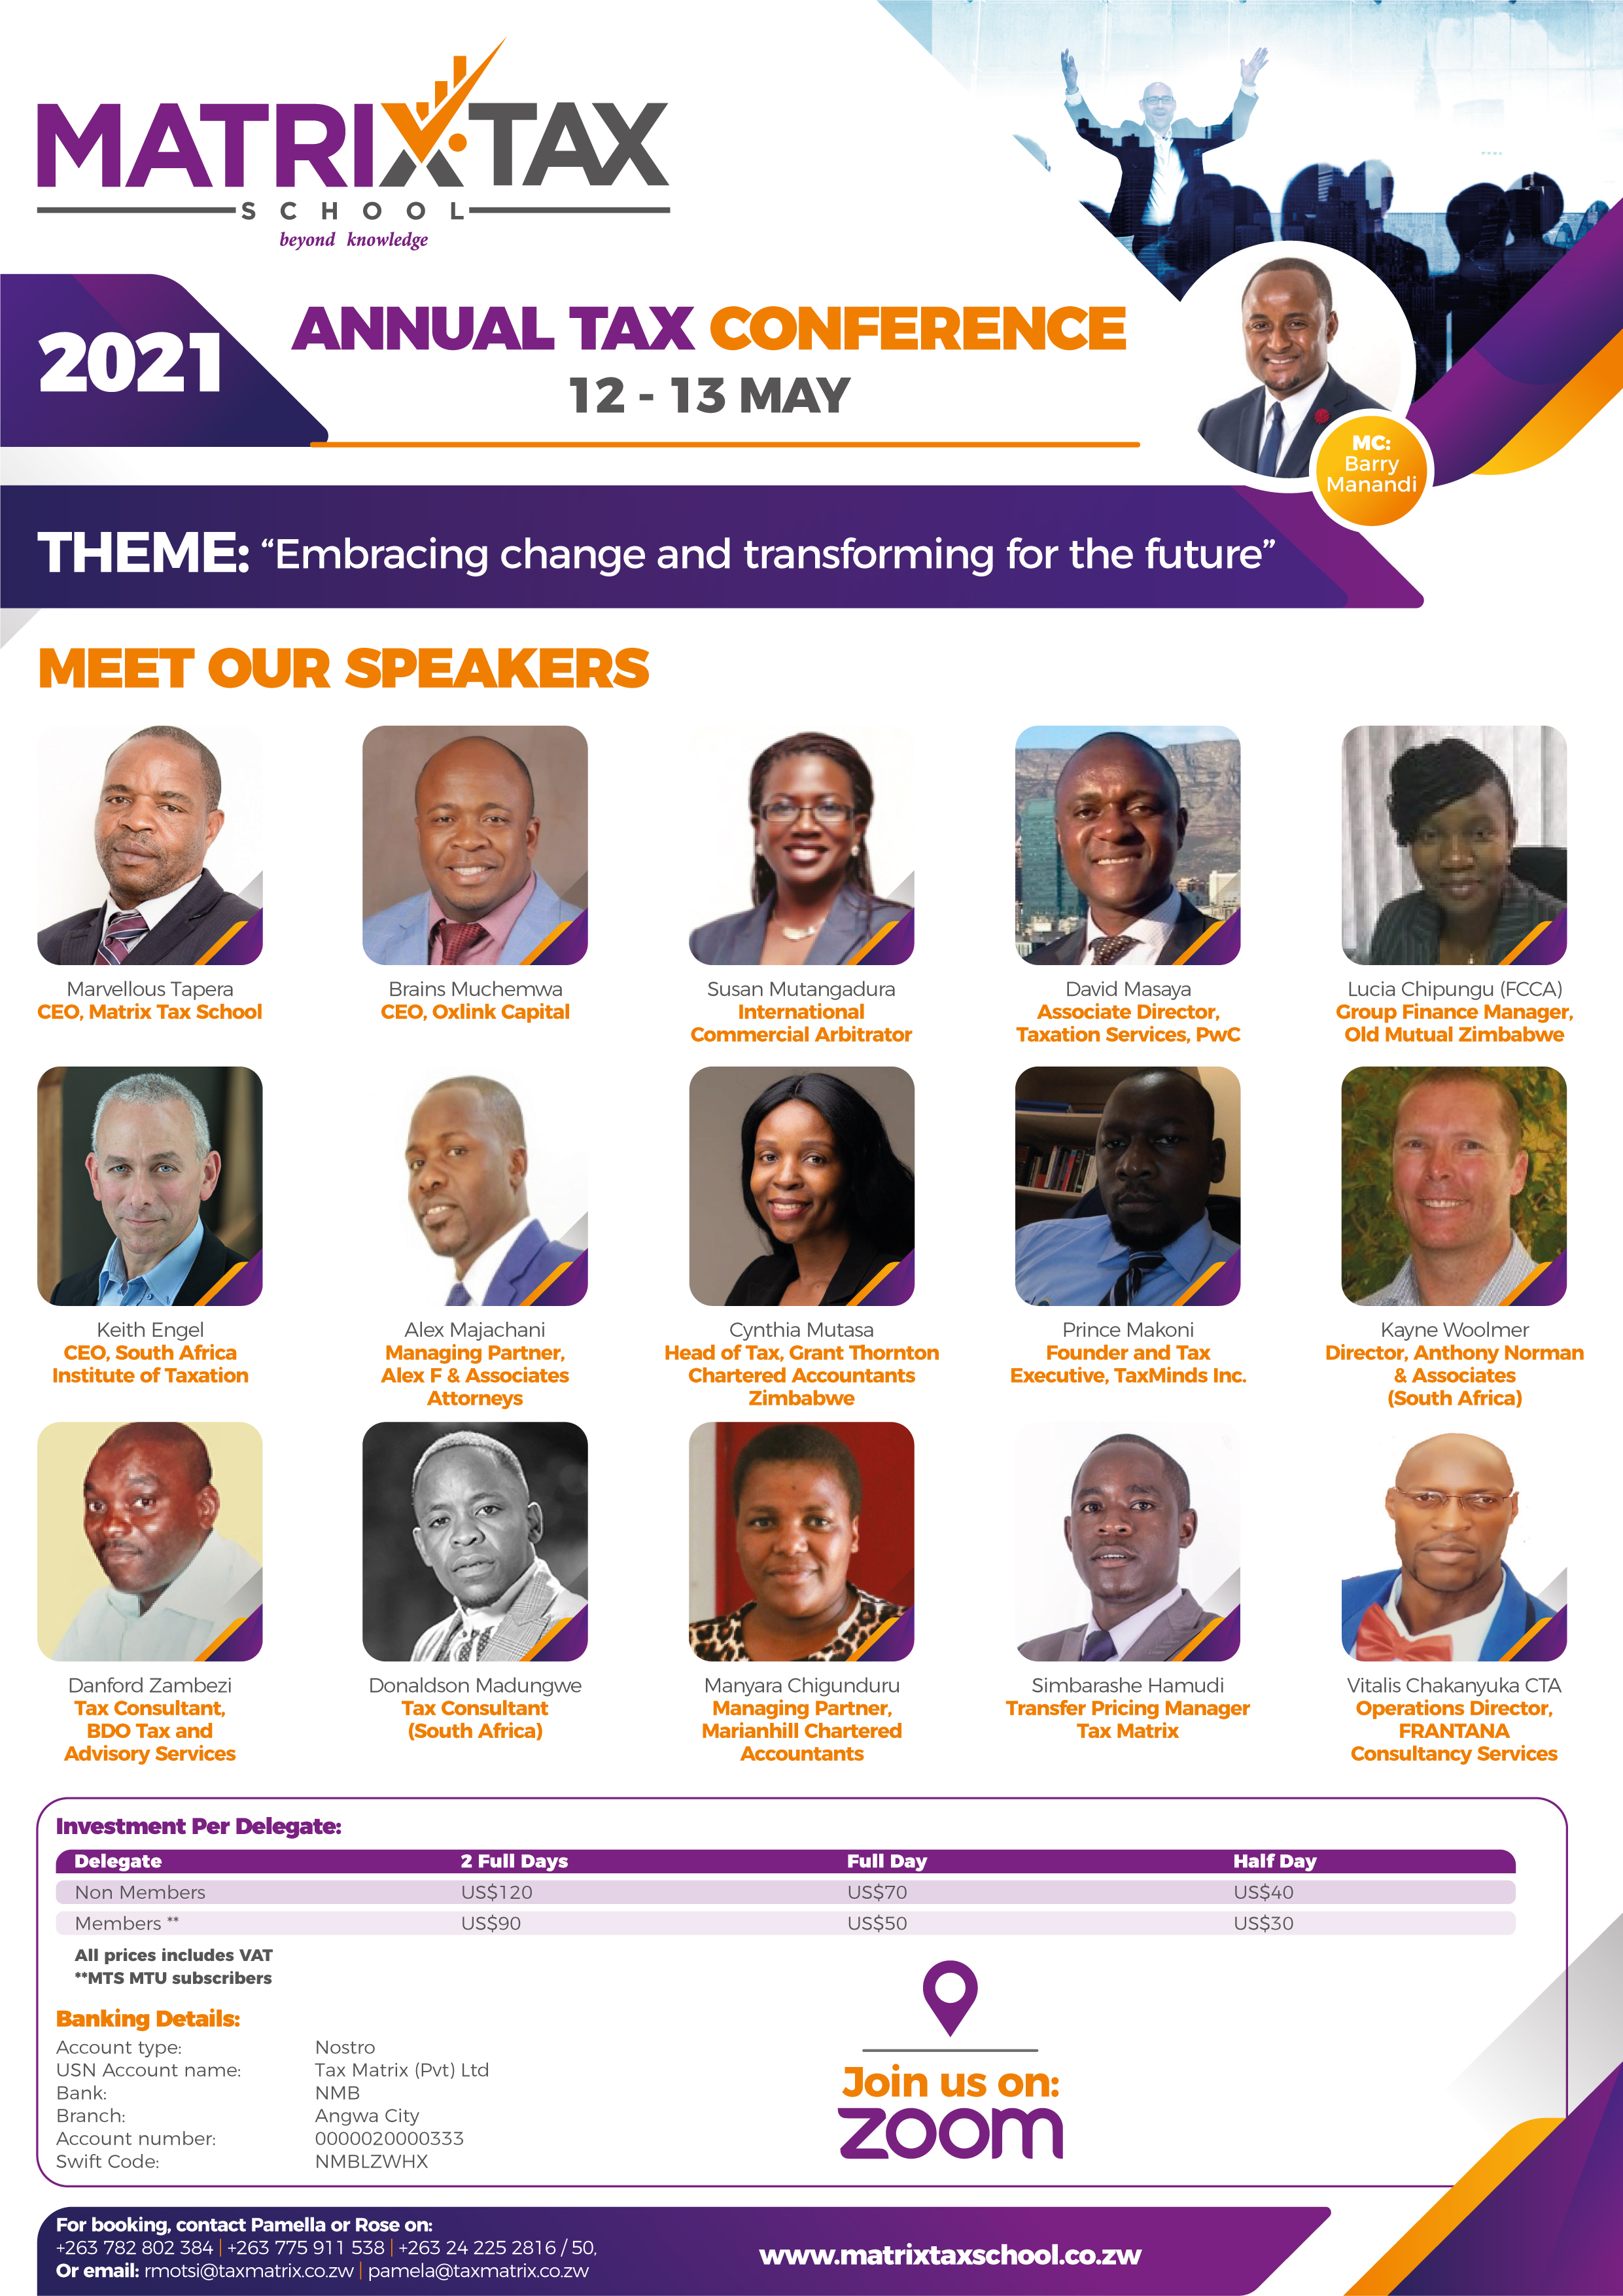 MATRIX TAX
SCHOOL
beyond knowledge
2021
ANNUAL TAX CONFERENCE
12 - 13 MAY
MC:
Barry
Manandi
THEME: “Embracing change and transforming for the future”
MEET OUR SPEAKERS
Marvellous Tapera
CEO, Matrix Tax School
Brains Muchemwa
CEO, Oxlink Capital
Susan Mutangadura
International
Commercial Arbitrator
David Masaya
Associate Director,
Taxation Services, PwC
Lucia Chipungu (FCCA)
Group Finance Manager,
Old Mutual Zimbabwe
Keith Engel
CEO, South Africa
Institute of Taxation
Alex Majachani
Managing Partner,
Alex F & Associates
Attorneys
Cynthia Mutasa
Head of Tax, Grant Thornton
Chartered Accountants
Zimbabwe
Prince Makoni
Founder and Tax
Executive, TaxMinds Inc.
Kayne Woolmer
Director, Anthony Norman
& Associates
(South Africa)
Danford Zambezi
Tax Consultant,
BDO Tax and
Advisory Services
Donaldson Madungwe
Tax Consultant
(South Africa)
Manyara Chigunduru
Managing Partner,
Marianhill Chartered
Accountants
Simbarashe Hamudi
Transfer Pricing Manager
Tax Matrix
Vitalis Chakanyuka CTA
Operations Director,
FRANTANA
Consultancy Services
Investment Per Delegate:
Delegate 2 Full Days Full Day Half Day
Non Members US$120 US$70 US$40
Members ** US$90 US$50 US$30
All prices includes VAT
**MTS MTU subscribers
Banking Details:
Account type: Nostro
USN Account name: Tax Matrix (Pvt) Ltd
Bank: NMB
Branch: Angwa City
Account number: 0000020000333
Swift Code: NMBLZWHX
Join us on:
zoom
For booking, contact Pamella or Rose on:
+263 782 802 384 | +263 775 911 538 | +263 24 225 2816 / 50,
Or email: rmotsi@taxmatrix.co.zw | pamela@taxmatrix.co.zw
www.matrixtaxschool.co.zw